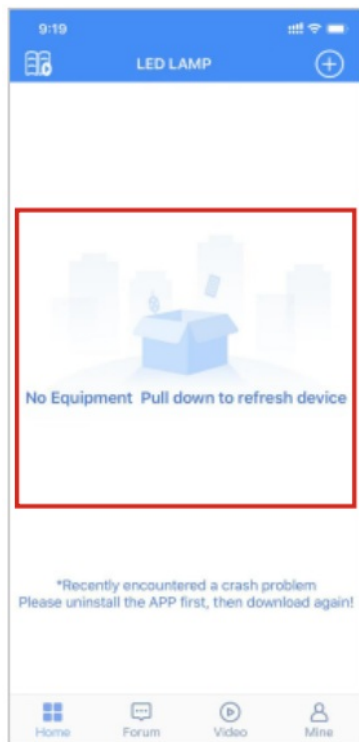 9:19
LED LAMP
No Equipment Pull down to refresh device
*Recently encountered a crash problem
Please uninstall the APP first, then download again!
Home Forum Video Mine